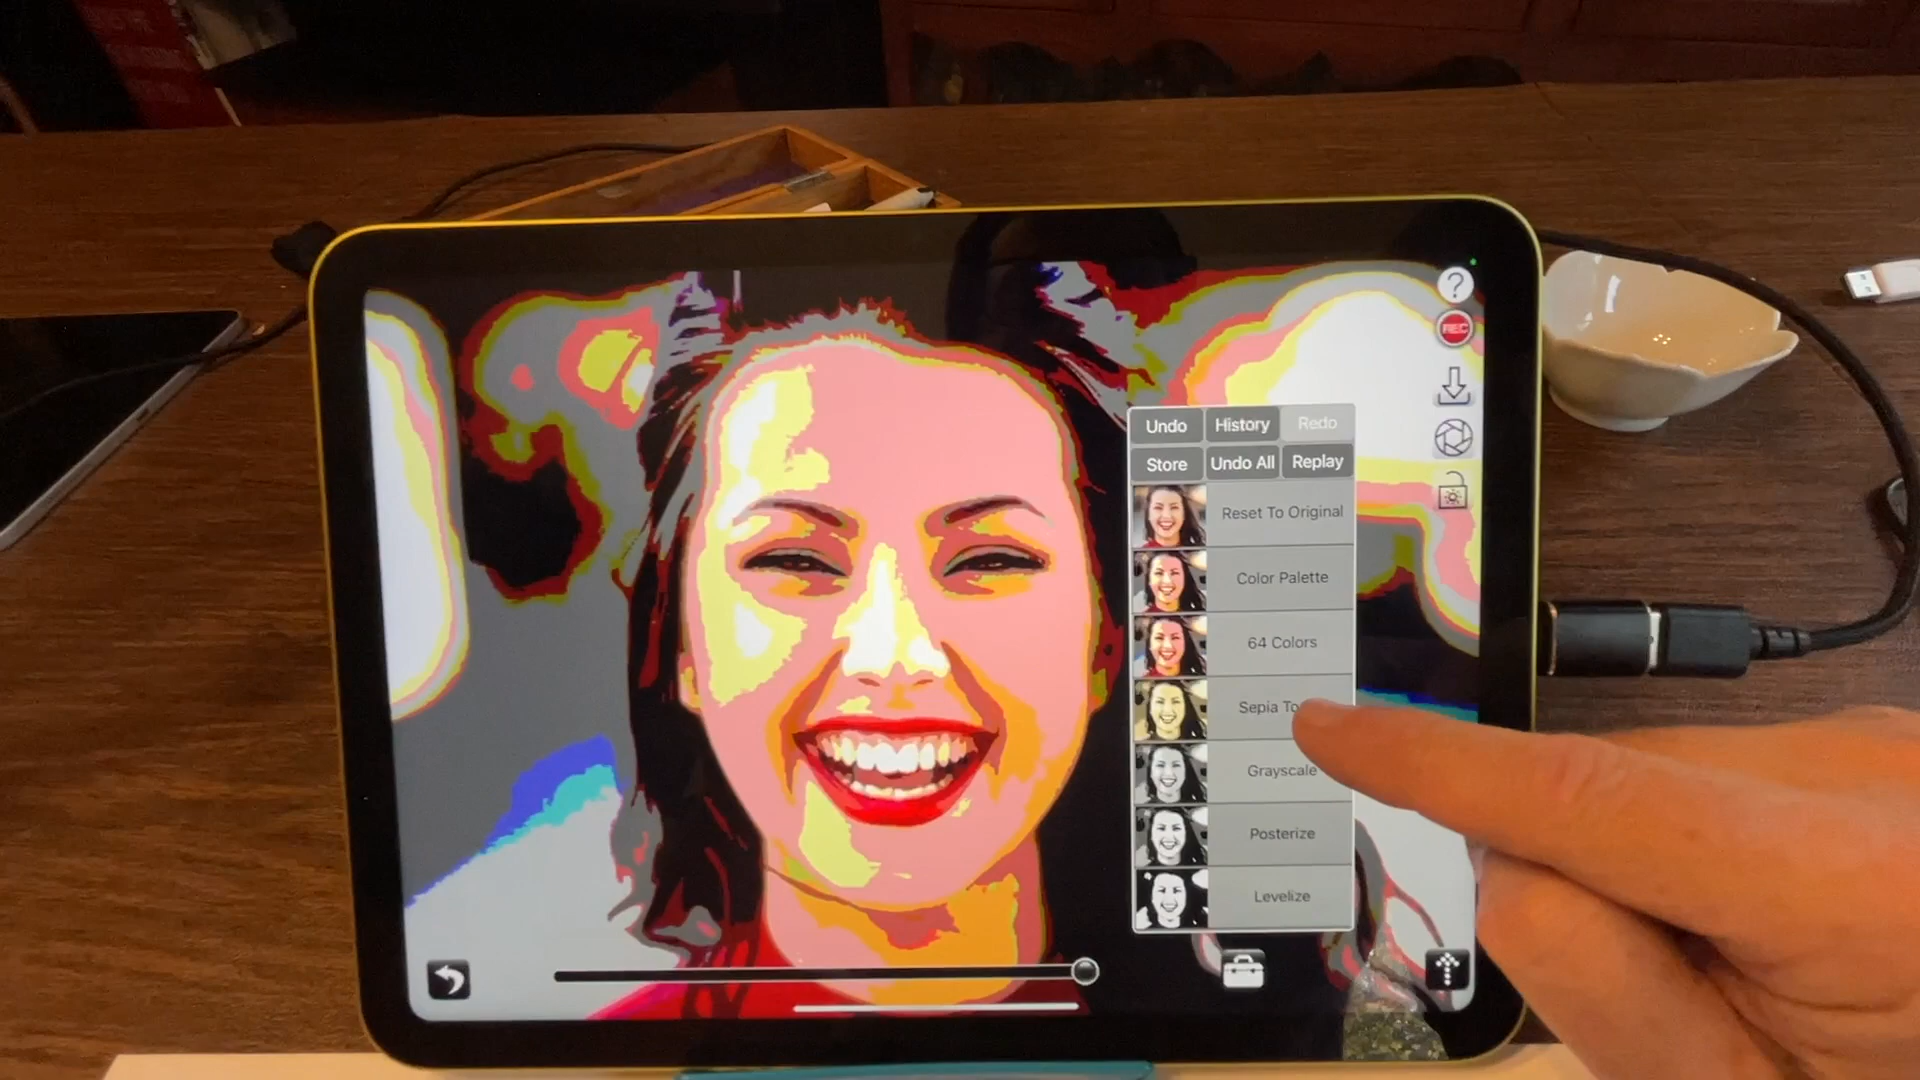 ?
REC
Undo History Redo
Store Undo All Replay
Reset To Original
Color Palette
64 Colors
Sepia
Grayscale
Posterize
Levelize